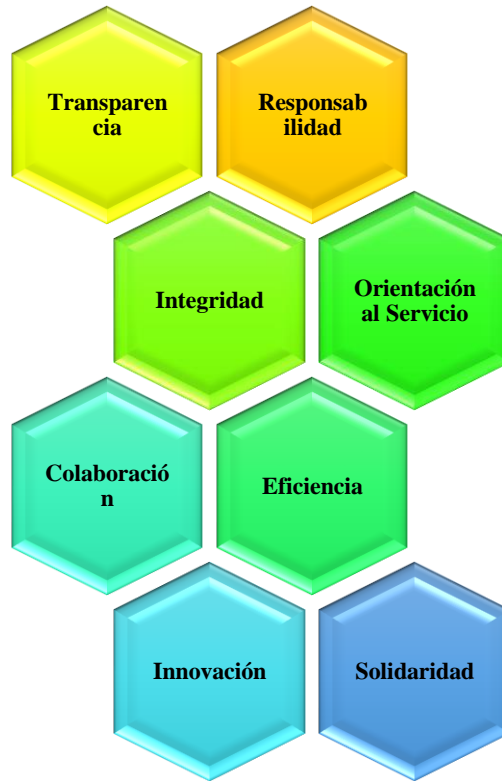 Transparen
cia
Responsab
ilidad
Integridad
Orientación
al Servicio
Colaboració
n
Eficiencia
Innovación
Solidaridad